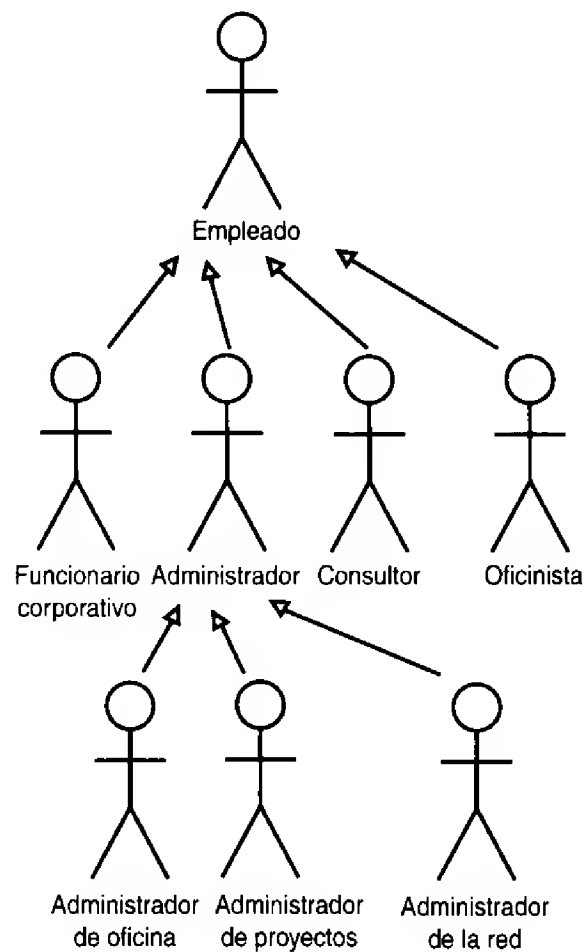 Empleado
Funcionario
corporativo
Administrador
Consultor
Oficinista
Administrador
de oficina
Administrador
de proyectos
Administrador
de la red